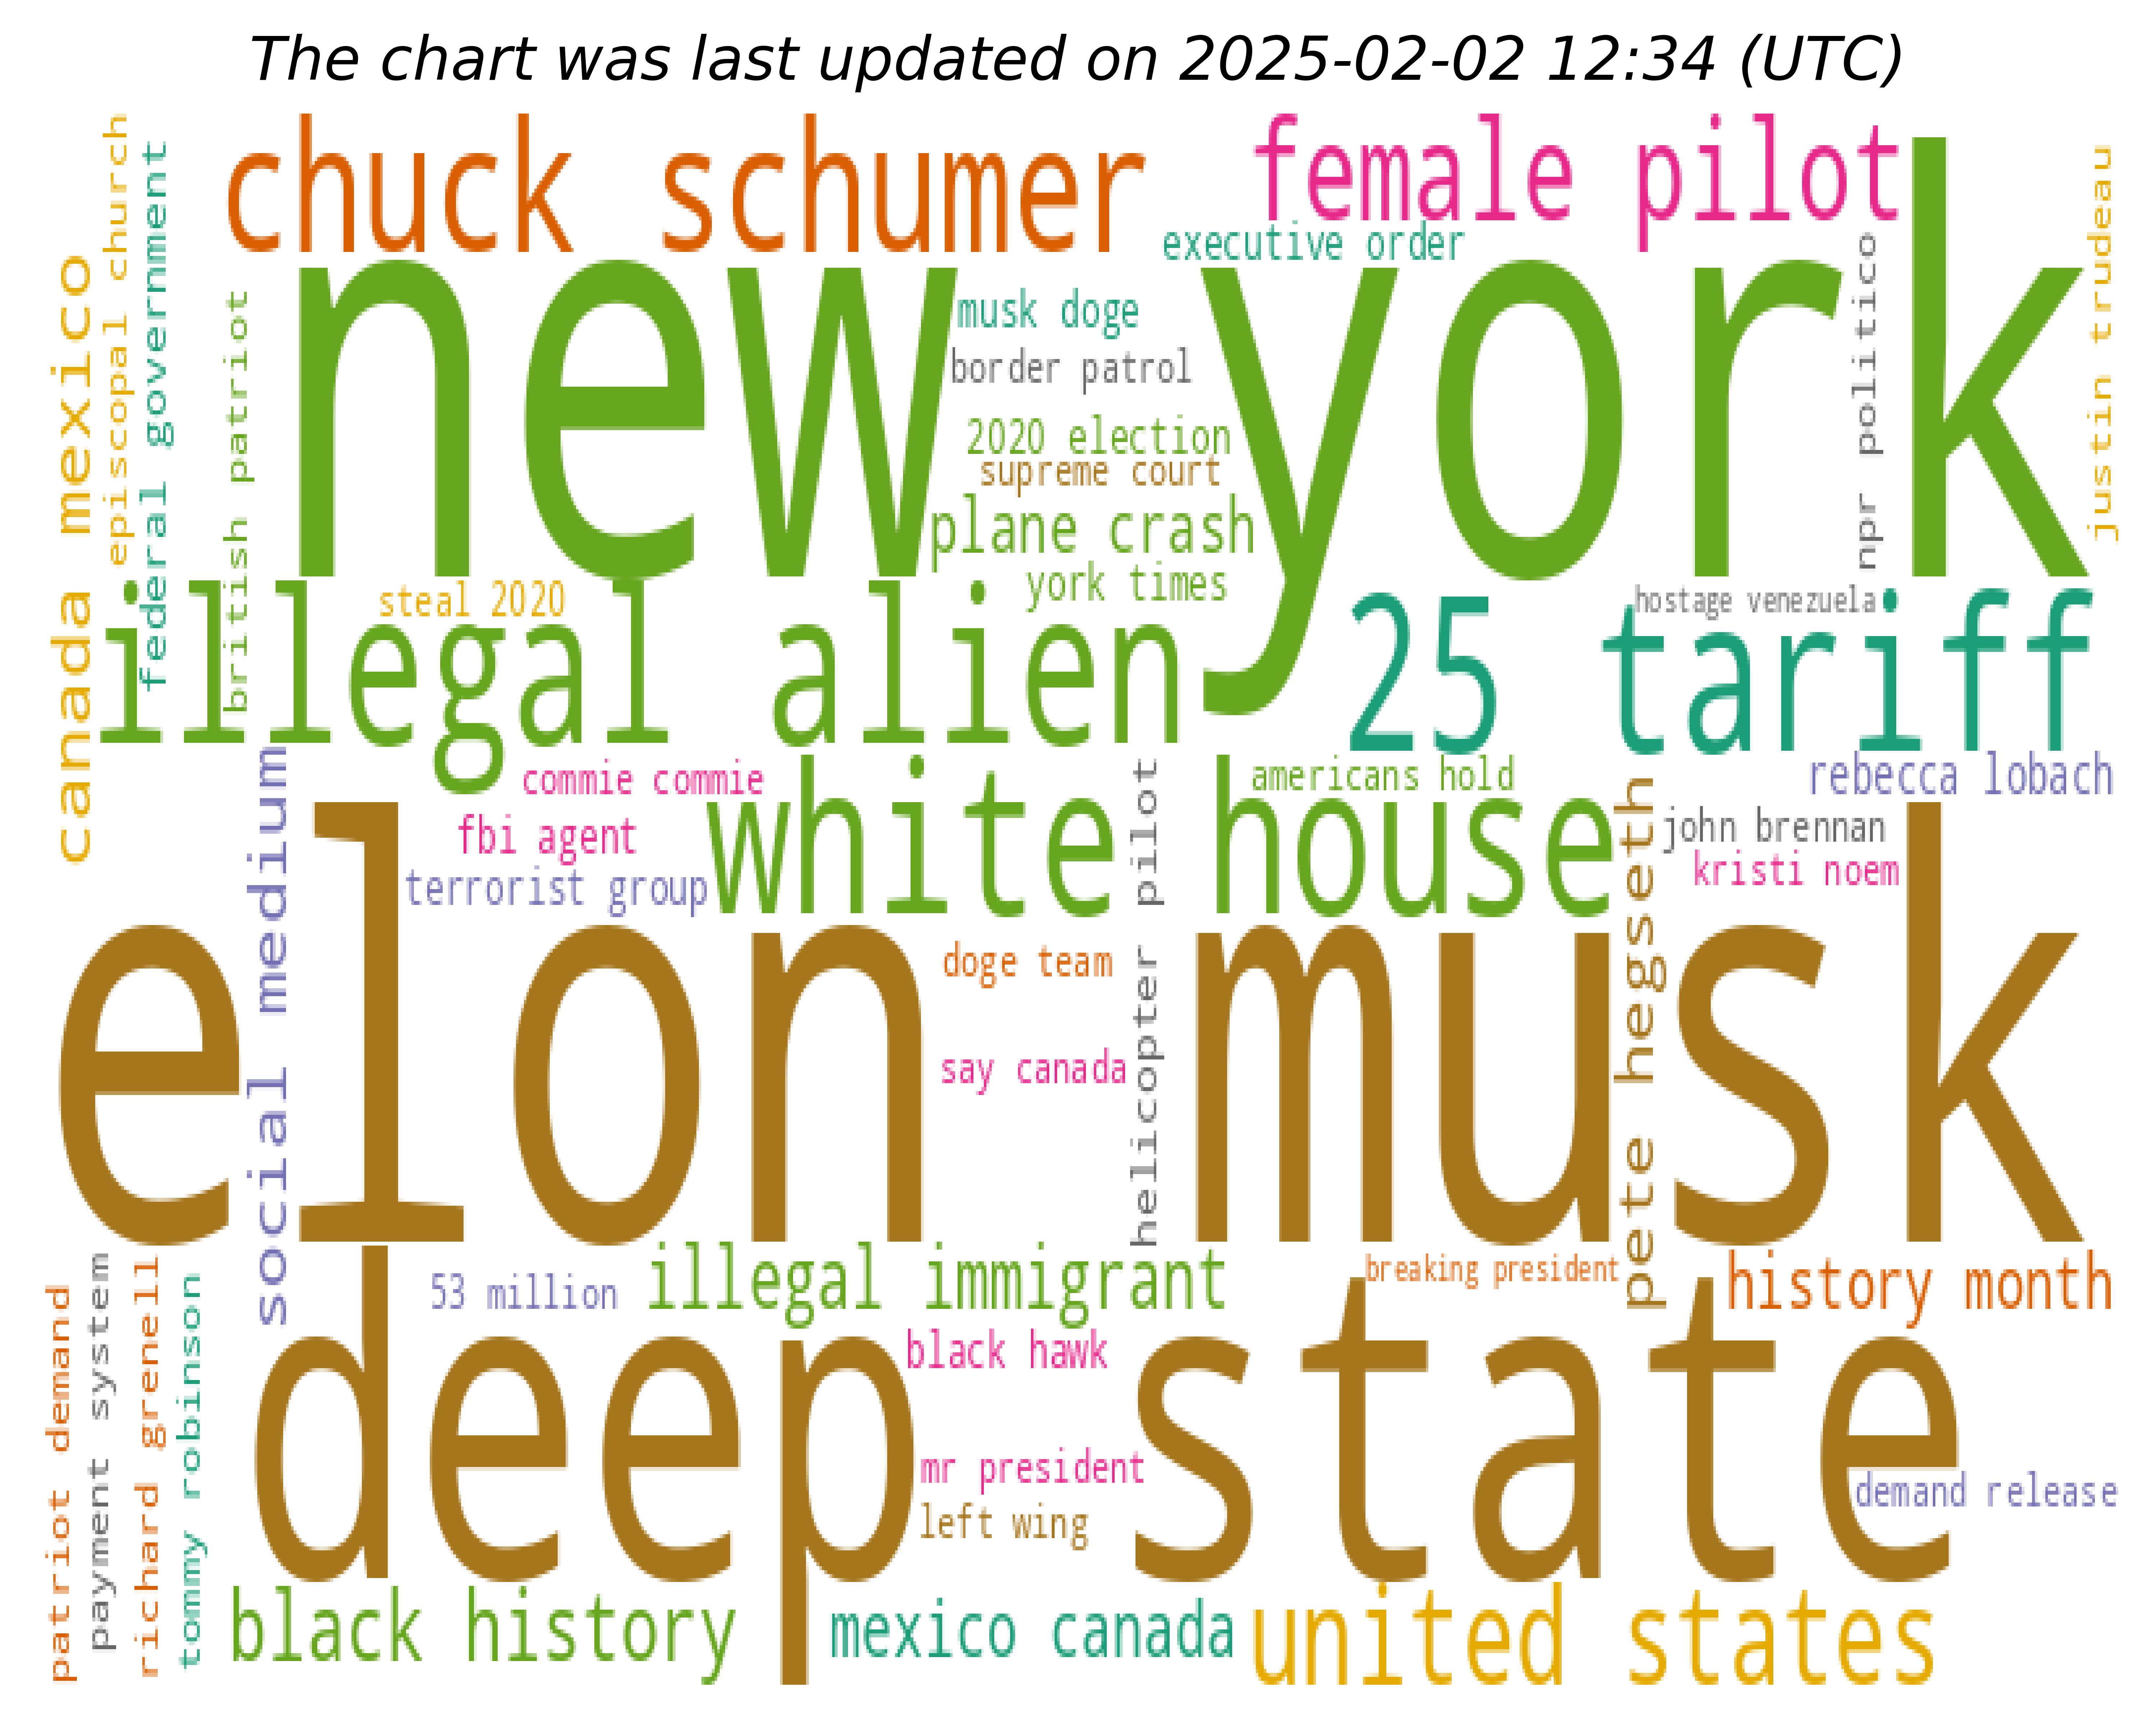 The chart was last updated on 2025-02-02 12:34 (UTC)
chuck schumer
female pilot
executive order
new york
musk doge
border patrol
2020 election
supreme court
plane crash
york times
canada mexico
episcopal church
federal government
british patriot
npr politico
justin trudeau
steal 2020
illegal alien
25 tariff
hostage venezuela
commie commie
white house
americans hold
rebecca lobach
fbi agent
john brennan
kristi noem
terrorist group
social medium
helicopter pilot
pete hegseth
elon musk
doge team
say canada
53 million
illegal immigrant
breaking president
history month
deep state
black hawk
mr president
left wing
demand release
patriot demand
payment system
richard grenell
tommy robinson
black history
mexico canada
united states